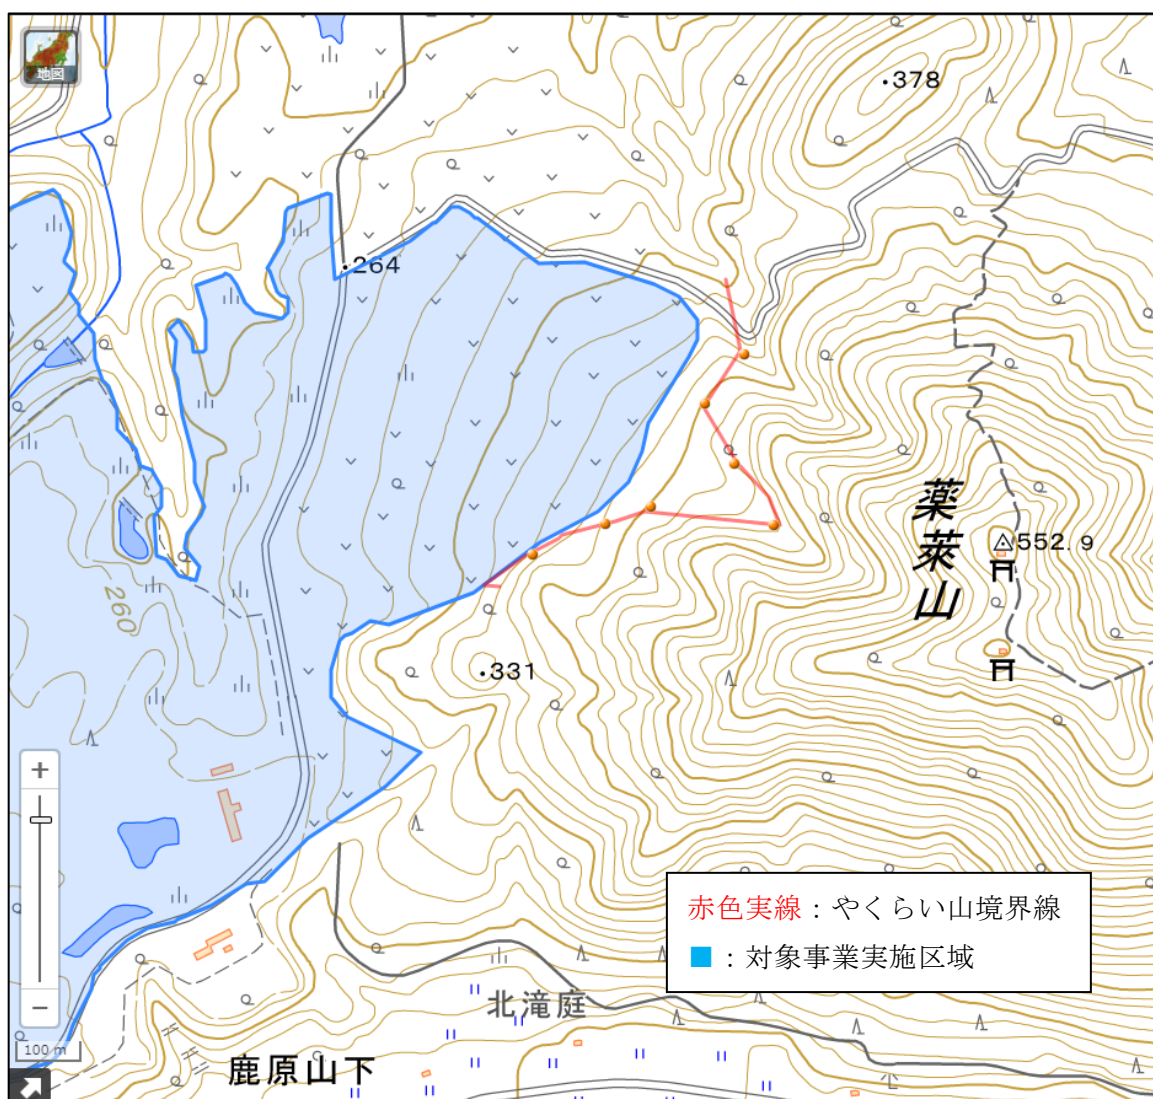 地図
・378
・264
薬
萊
山
552.9
260
・331
赤色実線：やくらい山境界線
■：対象事業実施区域
北滝庭
鹿原山下
+
−
100 m